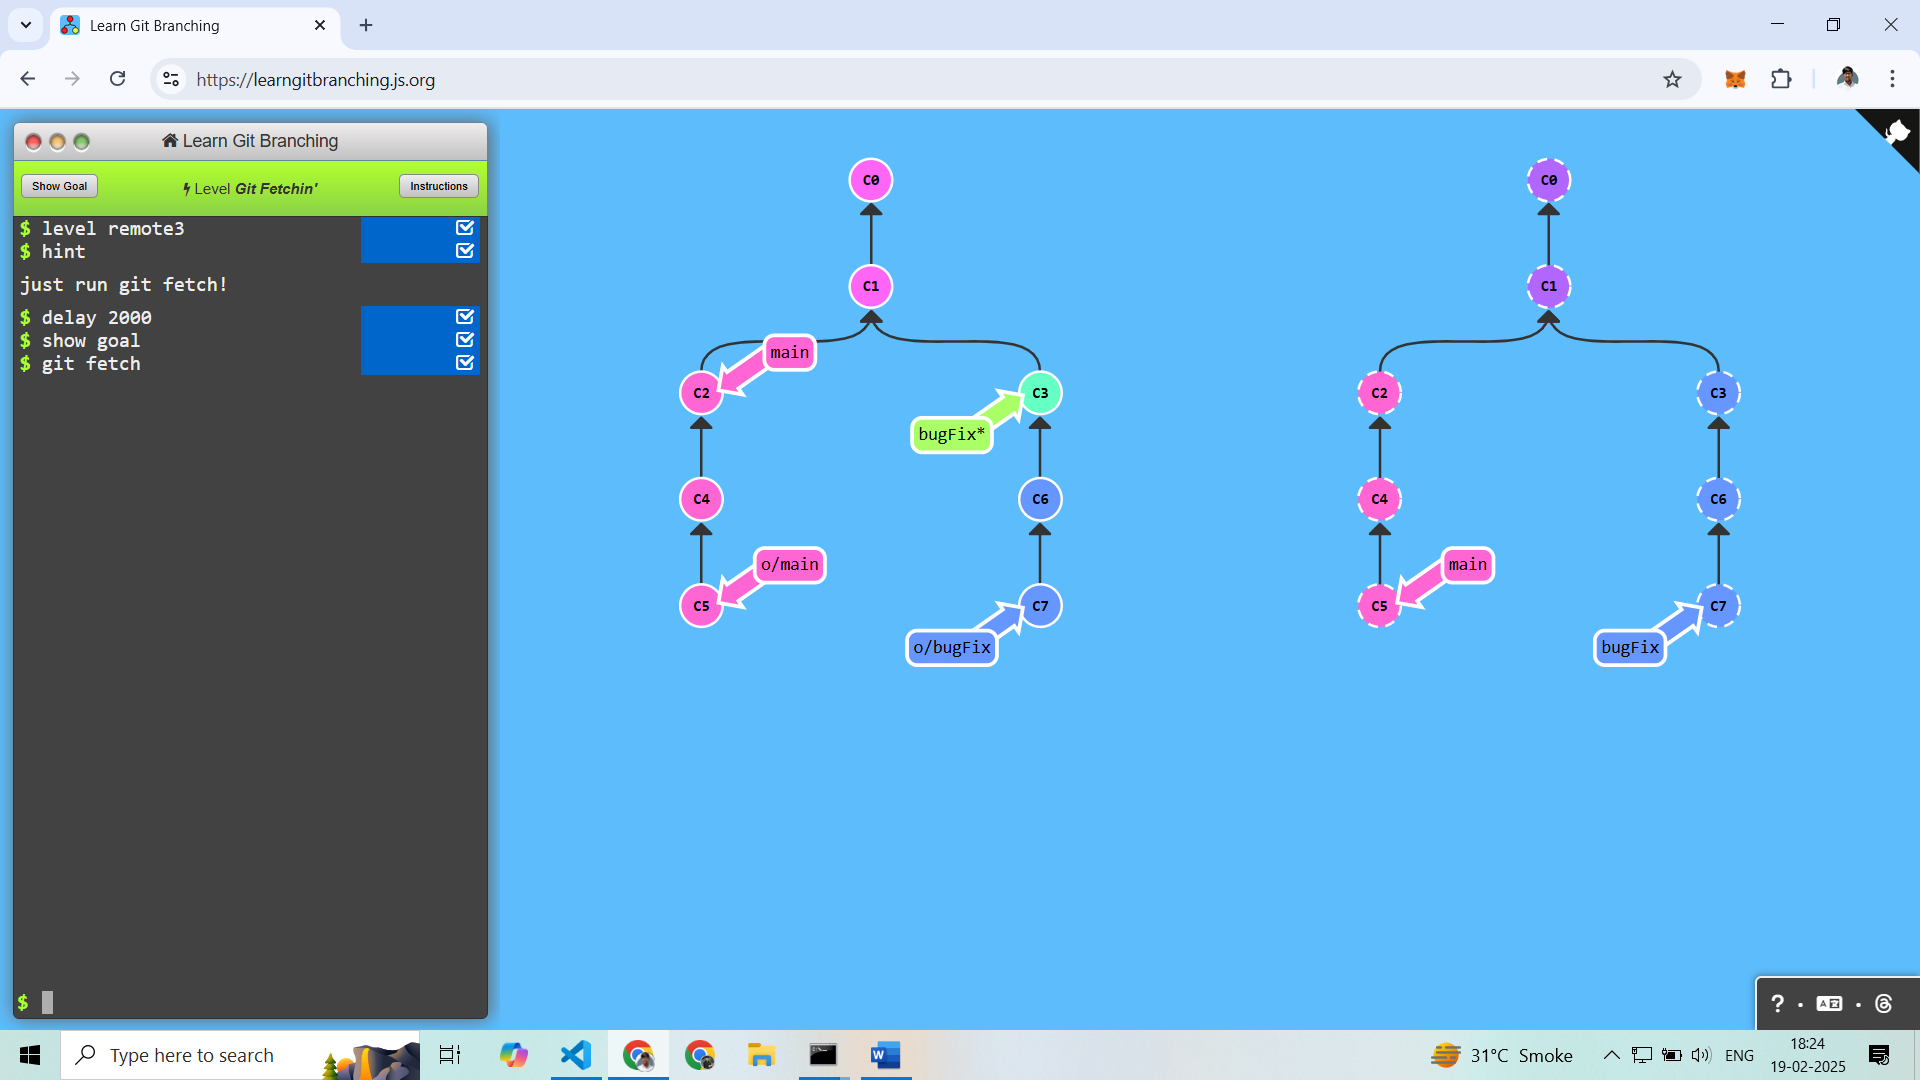 Learn Git Branching
https://learngitbranching.js.org
Learn Git Branching
Show Goal
Level Git Fetchin'
Instructions
$ level remote3
$ hint
just run git fetch!
$ delay 2000
$ show goal
$ git fetch
$
C0
C1
main
C2
C3
bugFix*
C4
C6
o/main
C5
C7
o/bugFix
C0
C1
C2
C3
C4
C6
main
C5
C7
bugFix
?
Type here to search
31°C Smoke
ENG
18:24
19-02-2025